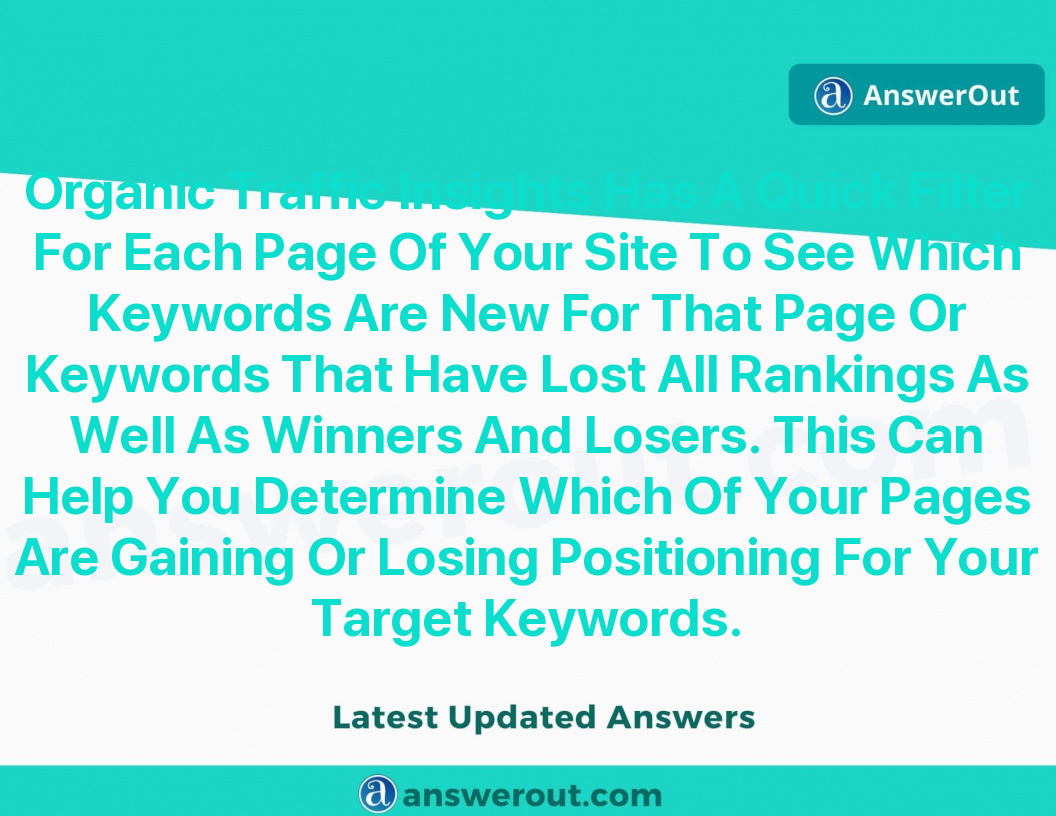 AnswerOut
Organic Traffic Insights Has A Quick Filter
For Each Page Of Your Site To See Which
Keywords Are New For That Page Or
Keywords That Have Lost All Rankings As
Well As Winners And Losers. This Can
Help You Determine Which Of Your Pages
Are Gaining Or Losing Positioning For Your
Target Keywords.
answerout.com
Latest Updated Answers
answerout.com